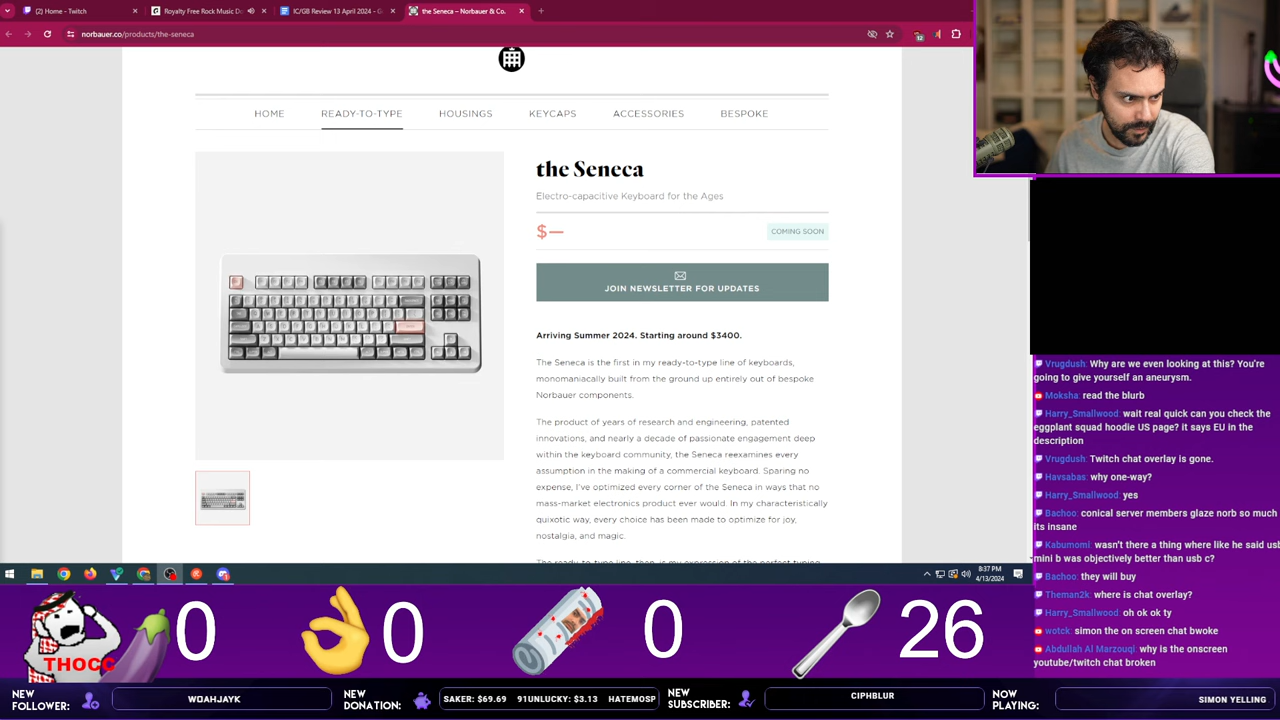 (2) Home - Twitch
Royalty Free Rock Music D
IC/GB Review 13 April 2024 - G
the Seneca – Norbauer & Co.
norbauer.co/products/the-seneca
HOME
READY-TO-TYPE
HOUSINGS
KEYCAPS
ACCESSORIES
BESPOKE
the Seneca
Electro-capacitive Keyboard for the Ages
$—
COMING SOON
JOIN NEWSLETTER FOR UPDATES
Arriving Summer 2024. Starting around $3400.
The Seneca is the first in my ready-to-type line of keyboards,
monomaniacally built from the ground up entirely out of bespoke
Norbauer components.
The product of years of research and engineering, patented
innovations, and nearly a decade of passionate engagement deep
within the keyboard community, the Seneca reexamines every
assumption in the making of a commercial keyboard. Sparing no
expense, I've optimized every corner of the Seneca in ways that no
mass-market electronics product ever would. In my characteristically
quixotic way, every choice has been made to optimize for joy,
nostalgia, and magic.
The ready-to-type line, then, is my expression of the perfect typing
Vrugdush: Why are we even looking at this? You're
going to give yourself an aneurysm.
Moksha: read the blurb
Harry_Smallwood: wait real quick can you check the
eggplant squad hoodie US page? it says EU in the
description
Vrugdush: Twitch chat overlay is gone.
Havsabas: why one-way?
Harry_Smallwood: yes
Bachoo: conical server members glaze norb so much
its insane
Kabumomi: wasn't there a thing where like he said usb
mini b was objectively better than usb c?
Bachoo: they will buy
Theman2k: where is chat overlay?
Harry_Smallwood: oh ok ok ty
wotck: simon the on screen chat bwoke
Abdullah Al Marzouqi: why is the onscreen
youtube/twitch chat broken
8:37 PM
4/13/2024
THOCC
0
0
0
26
NEW
FOLLOWER:
WOAHJAYK
NEW
DONATION:
SAKER: $69.69 91UNLUCKY: $3.13 HATEMOSP
NEW
SUBSCRIBER:
CIPHBLUR
NOW
PLAYING:
SIMON YELLING